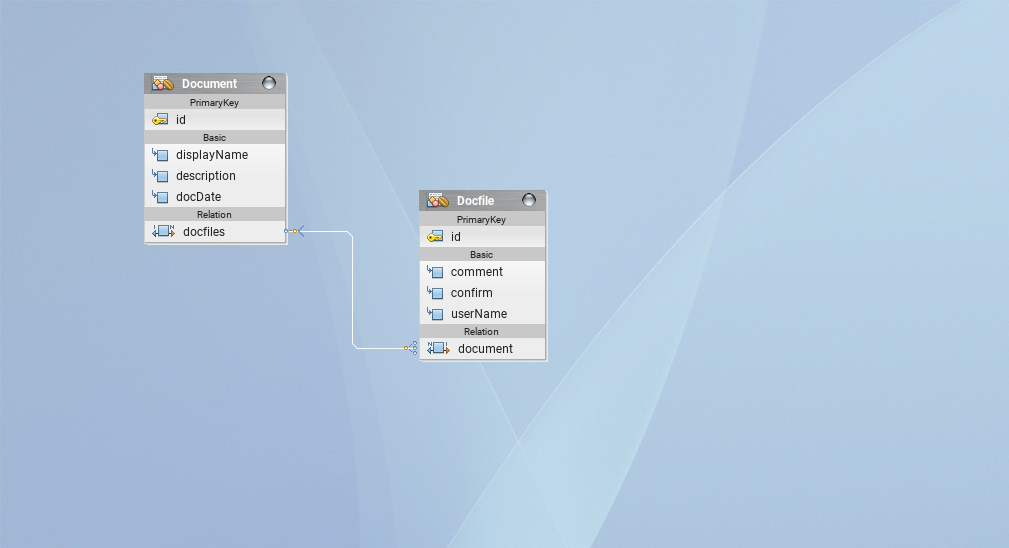 Document
PrimaryKey
id
Basic
displayName
description
docDate
Relation
docfiles
Docfile
PrimaryKey
id
Basic
comment
confirm
userName
Relation
document